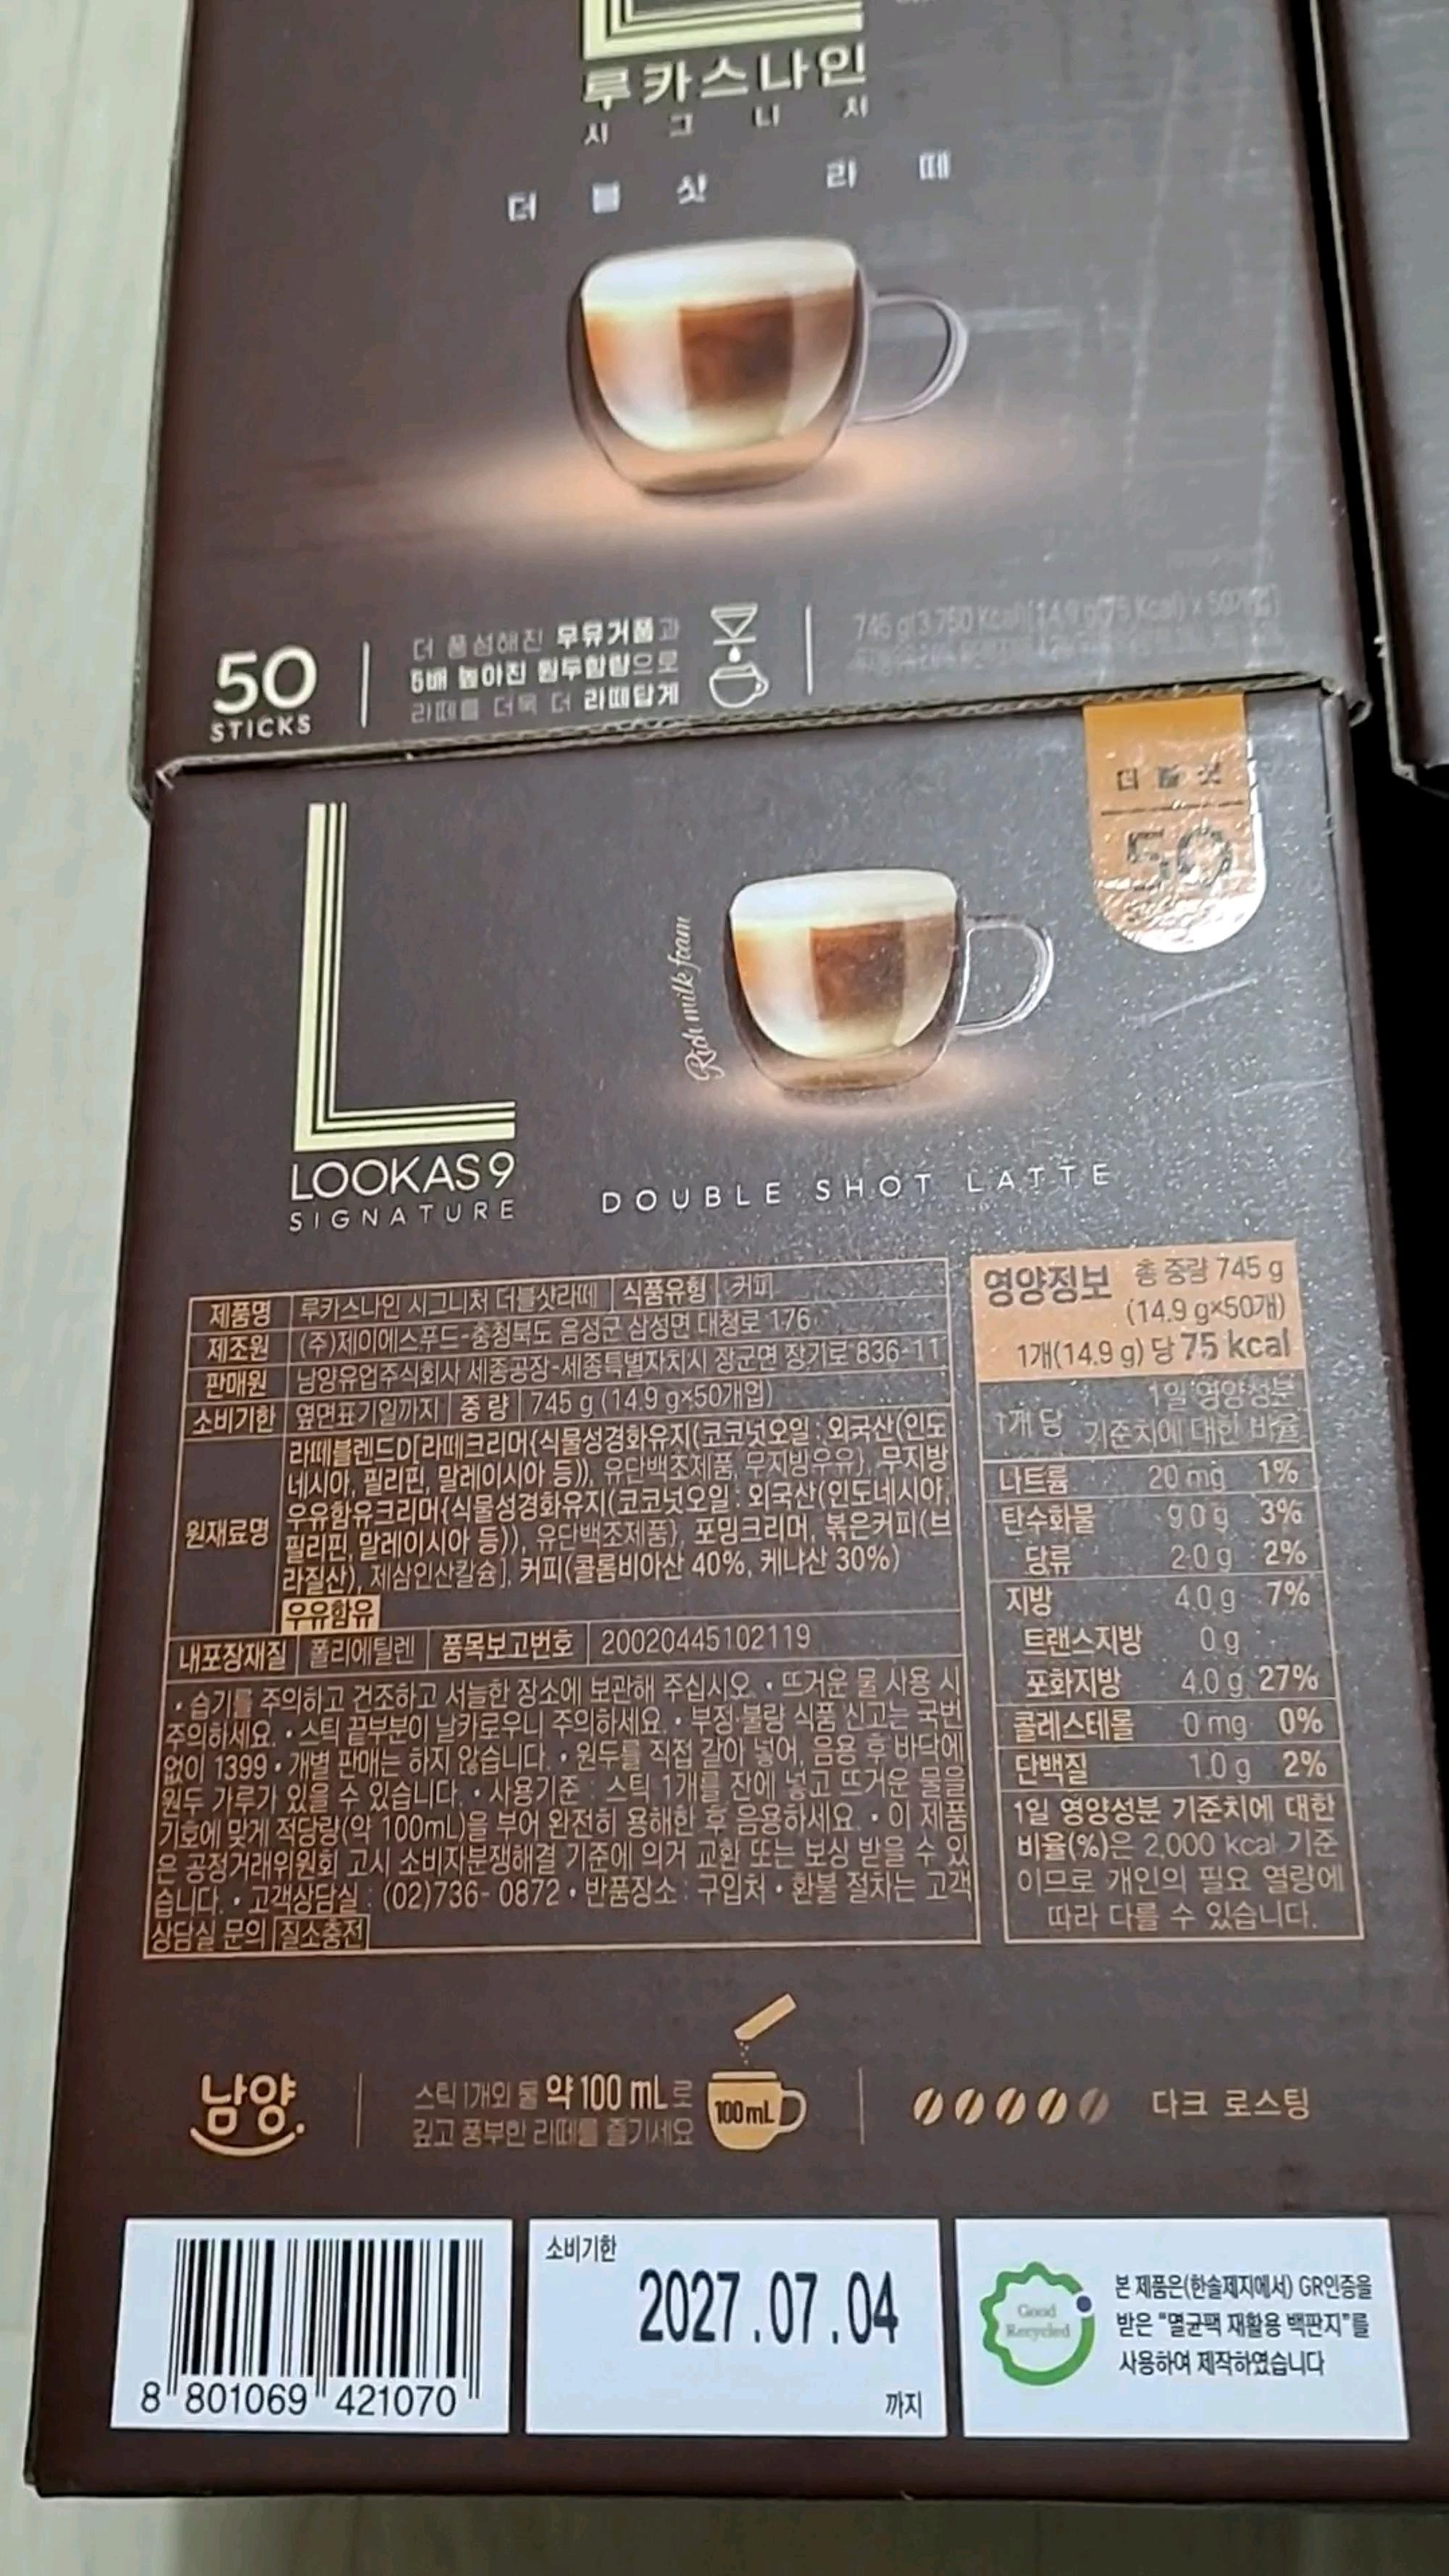 루카스나인
시그니처
더블샷 라떼
50
STICKS
더 풍성해진 우유거품과
5배 높아진 원두함량으로
라떼를 더욱 더 라떼답게
745 g(3,750 Kcal)[14.9 g(75 Kcal) x 50개입]
더블샷
50
Rich milk foam
LOOKAS 9
SIGNATURE
DOUBLE SHOT LATTE
제품명 루카스나인 시그니처 더블샷라떼 식품유형 커피
제조원 (주)제이에스푸드-충청북도 음성군 삼성면 대청로 176
판매원 남양유업주식회사 세종공장-세종특별자치시 장군면 장기로 836-11
소비기한 옆면표기일까지 중량 745 g (14.9 g×50개입)
원재료명
라떼블렌드D[라떼크리머{식물성경화유지(코코넛오일 : 외국산(인도
네시아, 필리핀, 말레이시아 등)), 유단백조제품, 무지방우유}, 무지방
우유함유크리머{식물성경화유지(코코넛오일 : 외국산(인도네시아,
필리핀, 말레이시아 등)), 유단백조제품}, 포밍크리머, 볶은커피(브
라질산), 제삼인산칼슘], 커피(콜롬비아산 40%, 케냐산 30%)
우유함유
내포장재질 폴리에틸렌 품목보고번호 20020445102119
• 습기를 주의하고 건조하고 서늘한 장소에 보관해 주십시오. • 뜨거운 물 사용 시
주의하세요. • 스틱 끝부분이 날카로우니 주의하세요. • 부정·불량 식품 신고는 국번
없이 1399 • 개별 판매는 하지 않습니다. • 원두를 직접 갈아 넣어, 음용 후 바닥에
원두 가루가 있을 수 있습니다. • 사용기준 : 스틱 1개를 잔에 넣고 뜨거운 물을
기호에 맞게 적당량(약 100mL)을 부어 완전히 용해한 후 음용하세요. • 이 제품
은 공정거래위원회 고시 소비자분쟁해결 기준에 의거 교환 또는 보상 받을 수 있
습니다. • 고객상담실 : (02)736- 0872 • 반품장소 : 구입처 • 환불 절차는 고객
상담실 문의 질소충전
영양정보 총 중량 745 g
(14.9 g×50개)
1개(14.9 g) 당 75 kcal
1개 당 1일 영양성분
기준치에 대한 비율
나트륨 20 mg 1%
탄수화물 9.0 g 3%
당류 2.0 g 2%
지방 4.0 g 7%
트랜스지방 0 g
포화지방 4.0 g 27%
콜레스테롤 0 mg 0%
단백질 1.0 g 2%
1일 영양성분 기준치에 대한
비율(%)은 2,000 kcal 기준
이므로 개인의 필요 열량에
따라 다를 수 있습니다.
남양
스틱 1개와 물 약 100 mL로
깊고 풍부한 라떼를 즐기세요
100mL
다크 로스팅
8 801069 421070
소비기한
2027.07.04
까지
Good
Recycled
본 제품은(한솔제지에서) GR인증을
받은 "멸균팩 재활용 백판지"를
사용하여 제작하였습니다